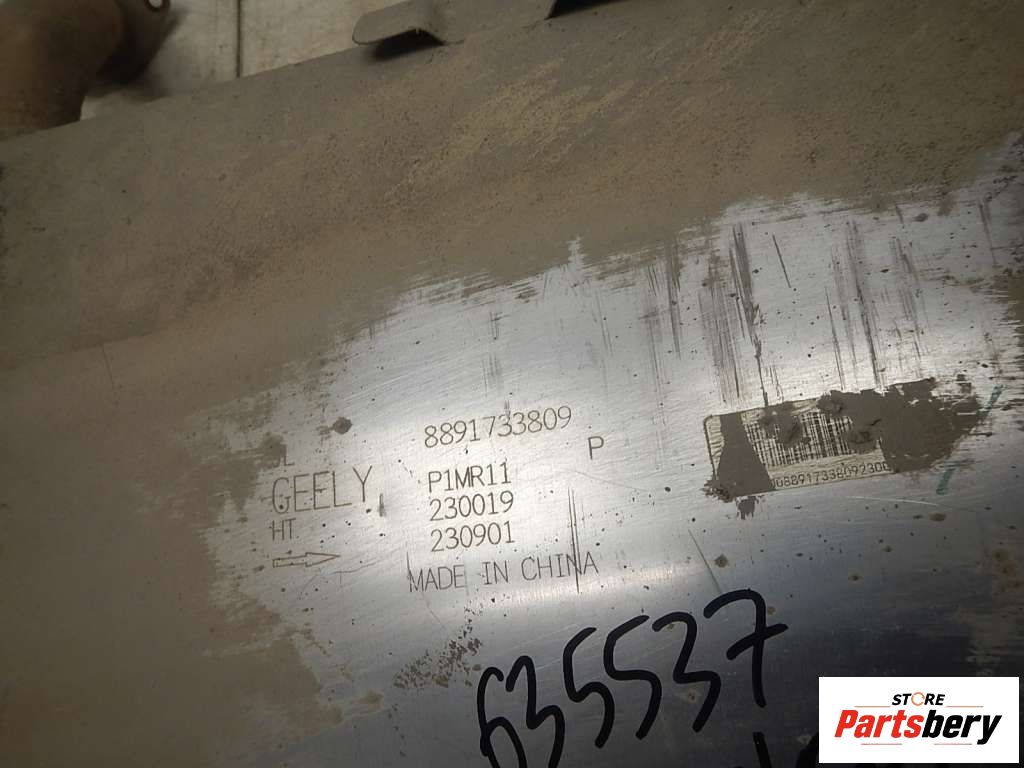 8891733809
P
L
GEELY
P1MR11
230019
HT
230901
MADE IN CHINA
635537
STORE
Partsbery